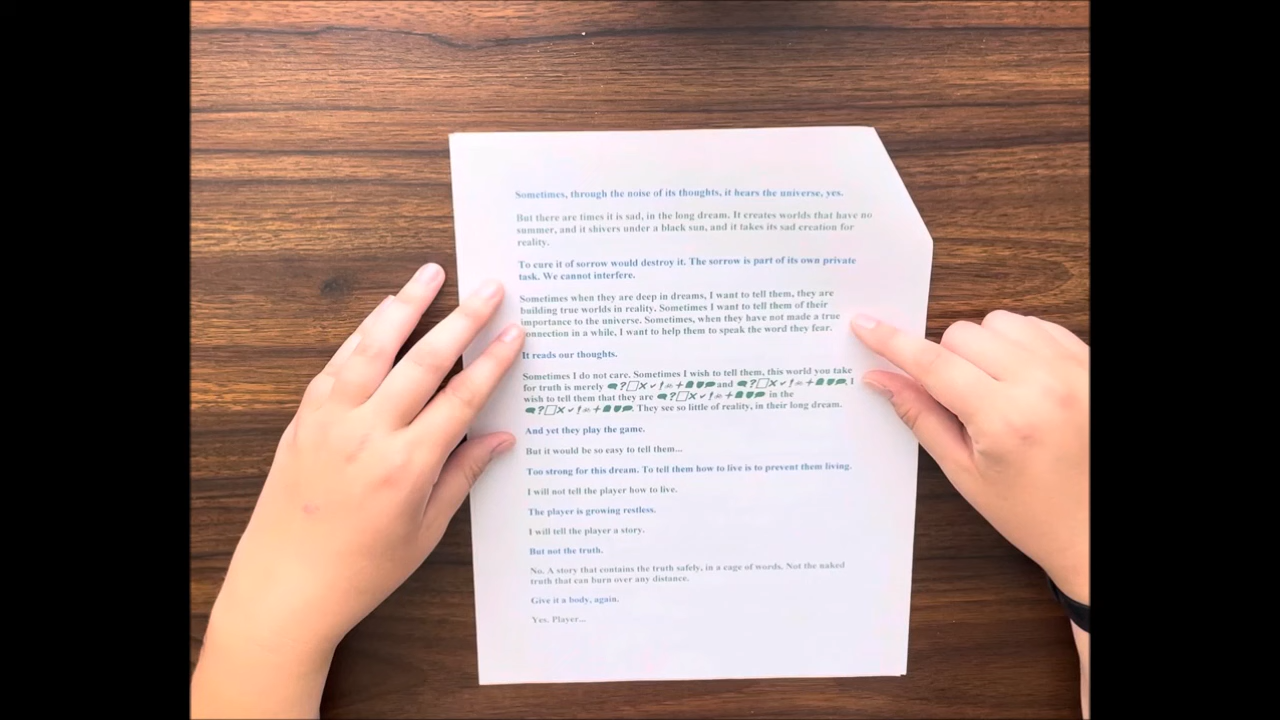 Sometimes, through the noise of its thoughts, it hears the universe, yes.
But there are times it is sad, in the long dream. It creates worlds that have no
summer, and it shivers under a black sun, and it takes its sad creation for
reality.
To cure it of sorrow would destroy it. The sorrow is part of its own private
task. We cannot interfere.
Sometimes when they are deep in dreams, I want to tell them, they are
building true worlds in reality. Sometimes I want to tell them of their
importance to the universe. Sometimes, when they have not made a true
connection in a while, I want to help them to speak the word they fear.
It reads our thoughts.
Sometimes I do not care. Sometimes I wish to tell them, this world you take
for truth is merely and , I
wish to tell them that they are in the
. They see so little of reality, in their long dream.
And yet they play the game.
But it would be so easy to tell them...
Too strong for this dream. To tell them how to live is to prevent them living.
I will not tell the player how to live.
The player is growing restless.
I will tell the player a story.
But not the truth.
No. A story that contains the truth safely, in a cage of words. Not the naked
truth that can burn over any distance.
Give it a body, again.
Yes. Player...